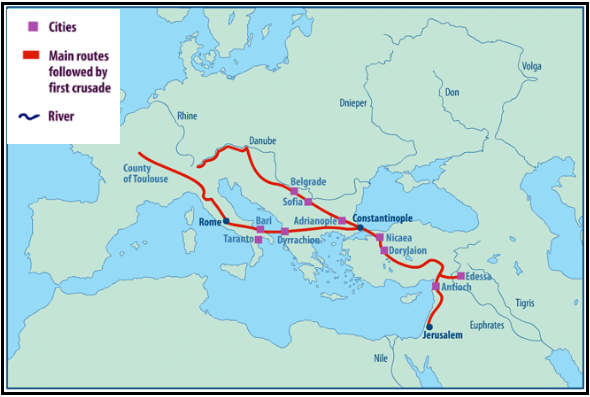 Cities
Main routes
followed by
first crusade
River
Volga
Don
Dnieper
Rhine
Danube
County
of Toulouse
Belgrade
Sofia
Rome
Bari
Adrianople
Constantinople
Taranto
Dyrrachion
Nicaea
Dorylaion
Edessa
Antioch
Tigris
Euphrates
Jerusalem
Nile